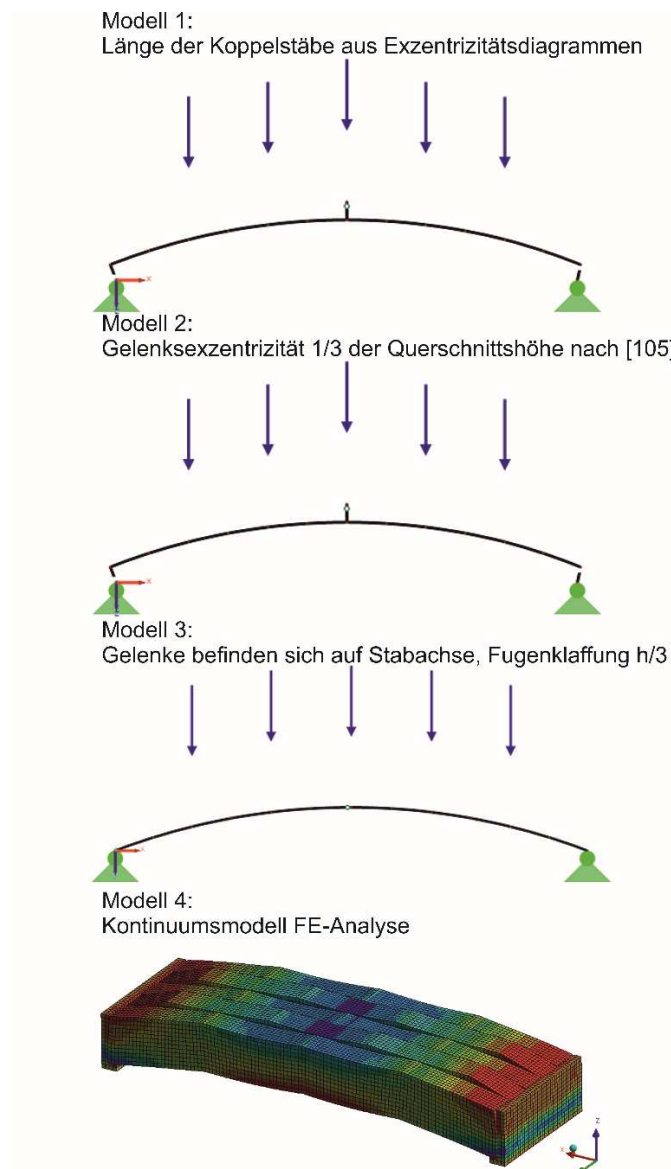 Modell 1:
Länge der Koppelstäbe aus Exzentrizitätsdiagrammen
x
Modell 2:
Gelenksexzentrizität 1/3 der Querschnittshöhe nach [105]
x
Modell 3:
Gelenke befinden sich auf Stabachse, Fugenklaffung h/3
x
Modell 4:
Kontinuumsmodell FE-Analyse
z
x